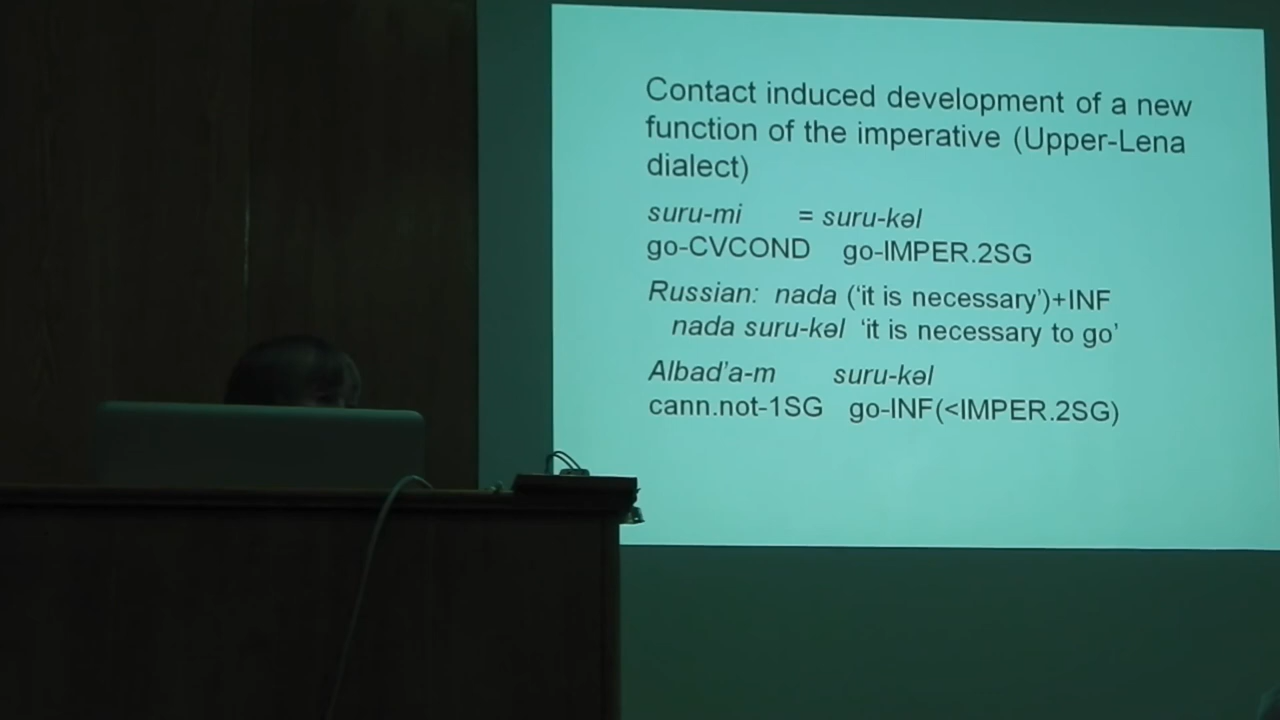 Contact induced development of a new
function of the imperative (Upper-Lena
dialect)
suru-mi = suru-kəl
go-CVCOND go-IMPER.2SG
Russian: nada (‘it is necessary’)+INF
nada suru-kəl ‘it is necessary to go’
Albad’a-m suru-kəl
cann.not-1SG go-INF(<IMPER.2SG)